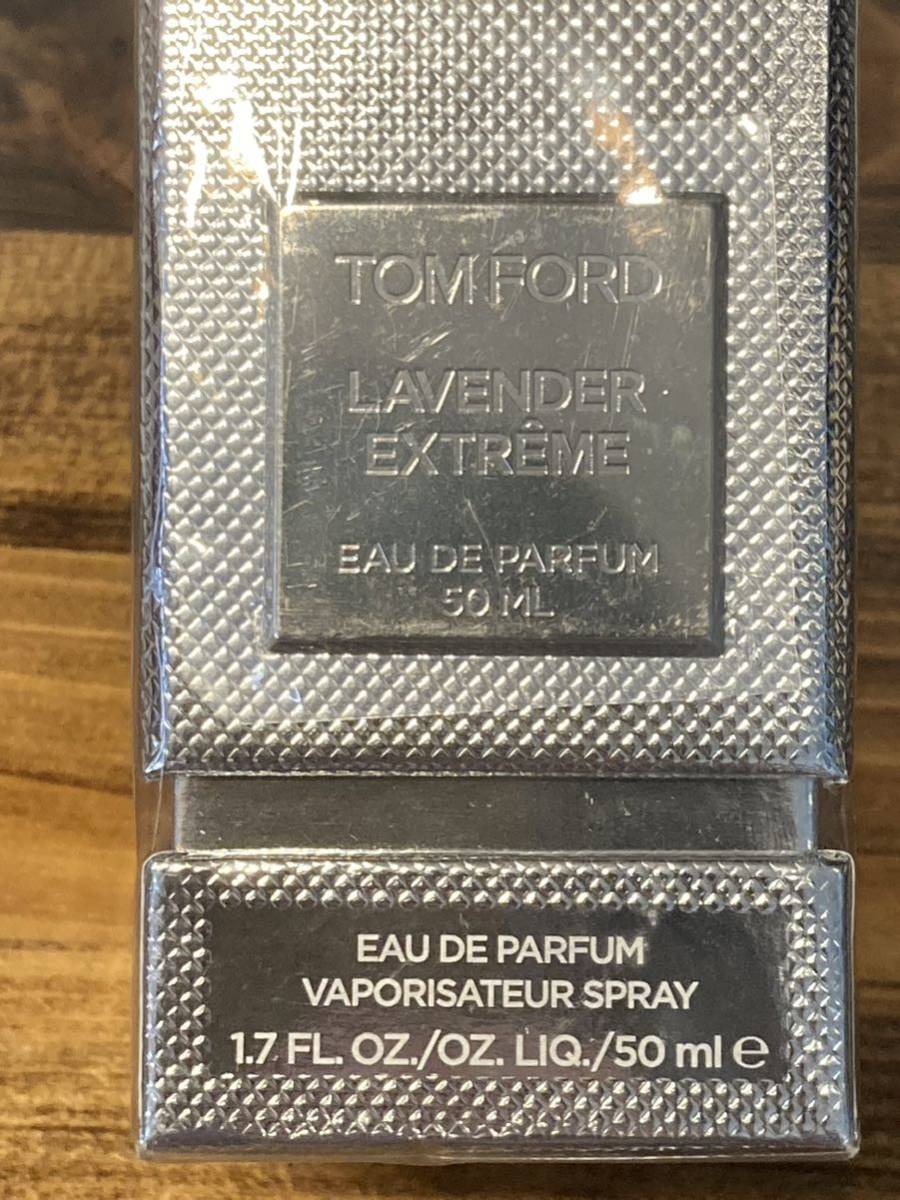 TOM FORD
LAVENDER
EXTRÊME
EAU DE PARFUM
50 ML
EAU DE PARFUM
VAPORISATEUR SPRAY
1.7 FL. OZ./OZ. LIQ./50 ml ℮